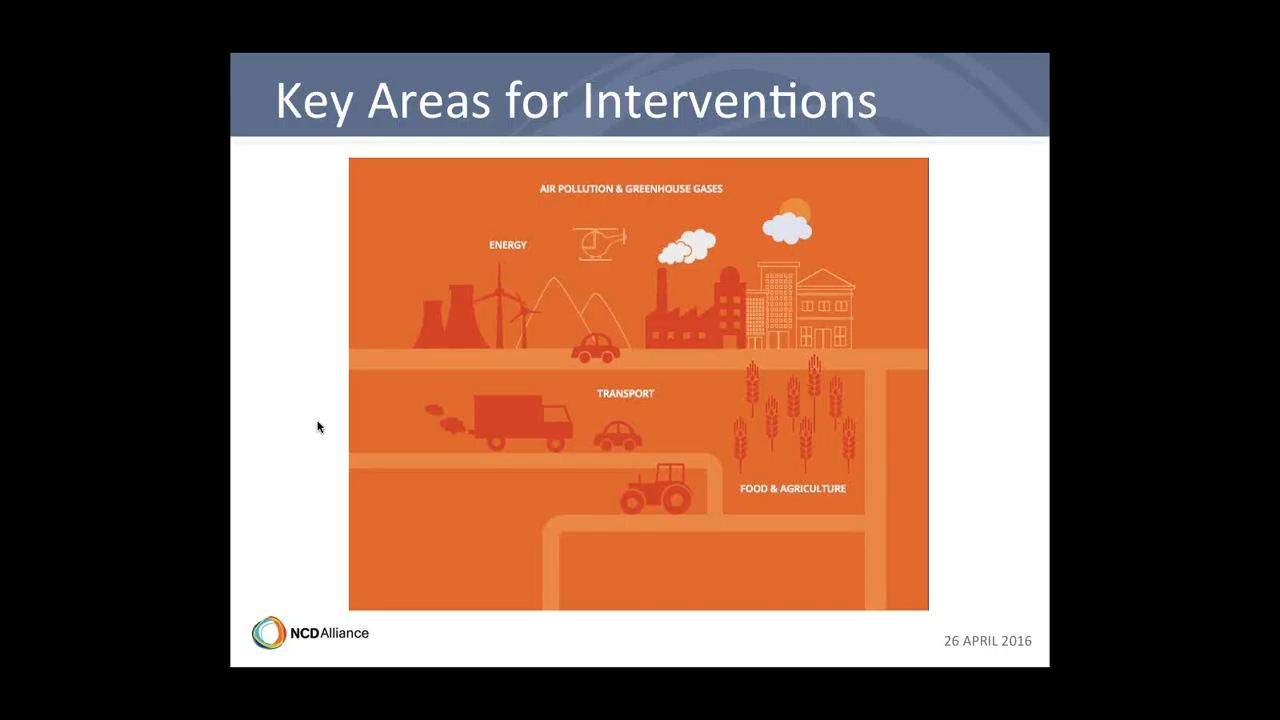 Key Areas for Interventions
AIR POLLUTION & GREENHOUSE GASES
ENERGY
TRANSPORT
FOOD & AGRICULTURE
NCDAlliance
26 APRIL 2016